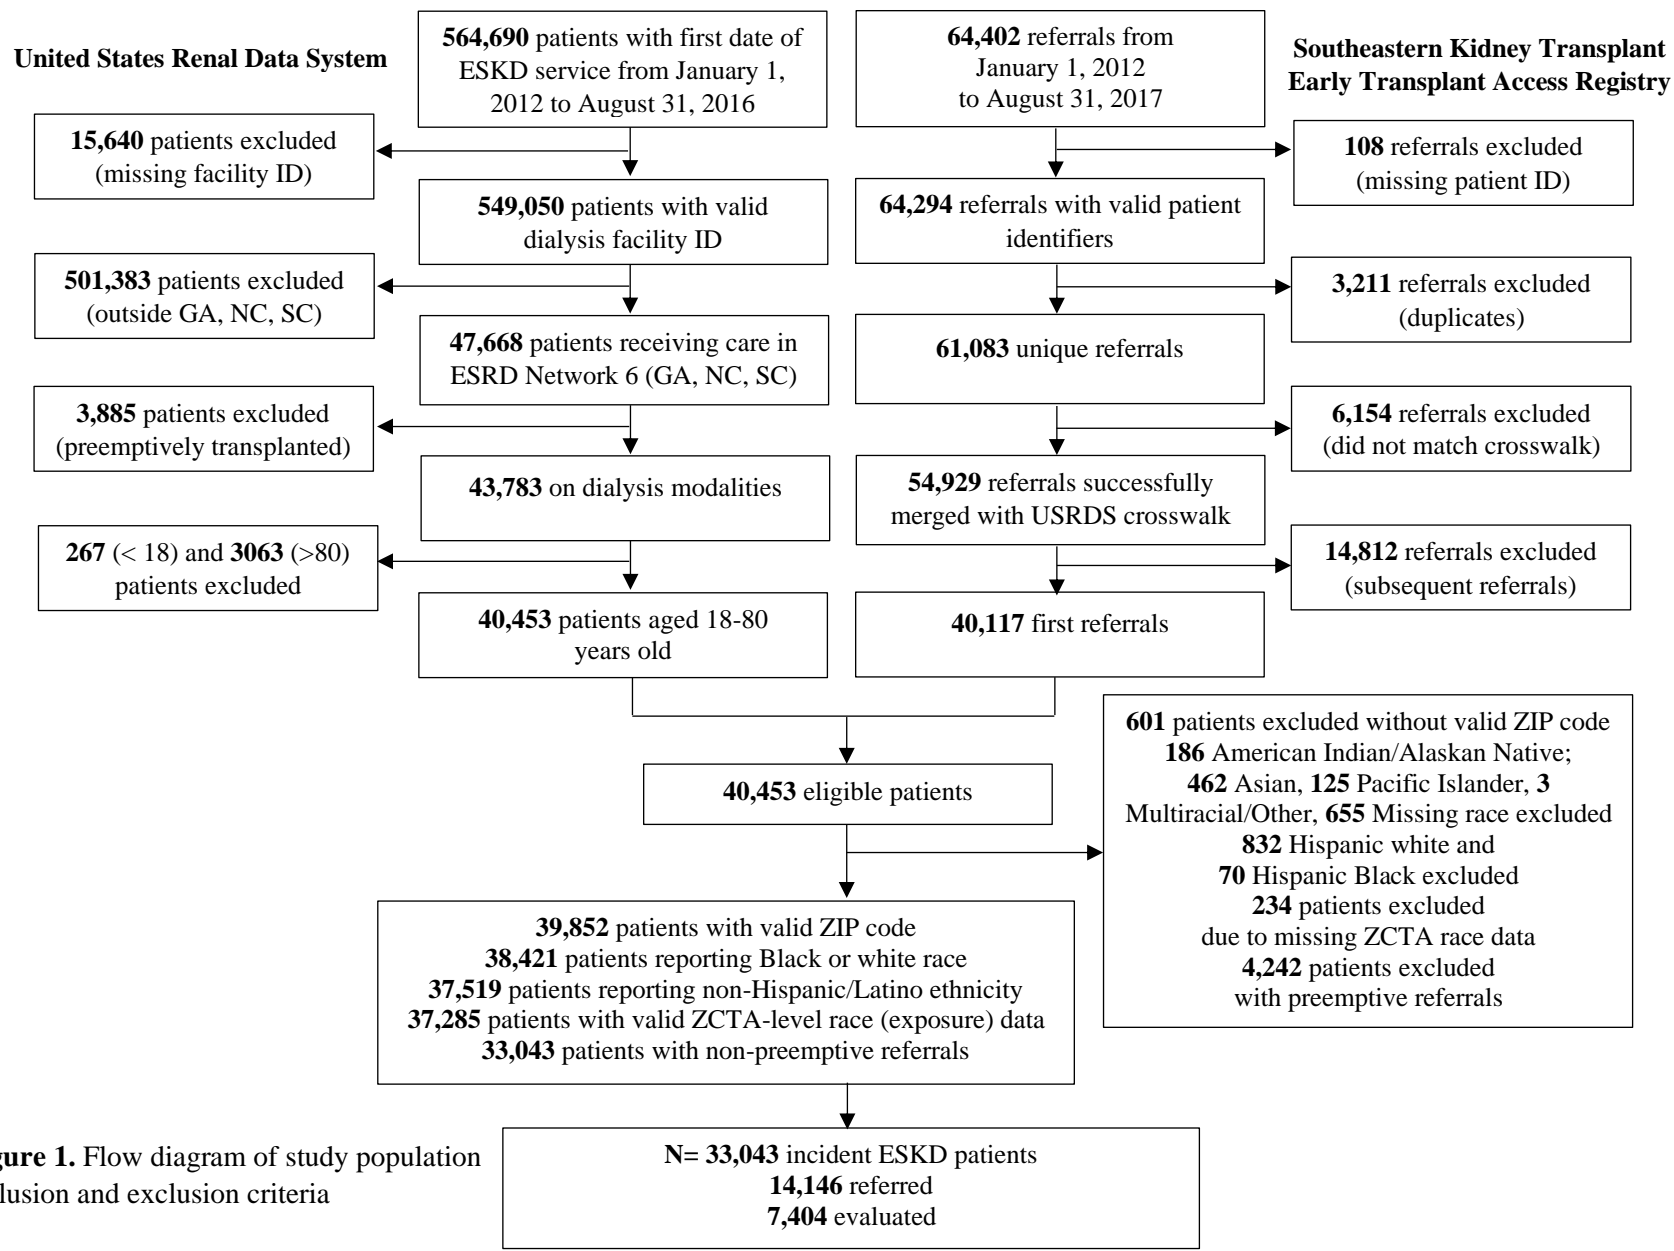 United States Renal Data System
564,690 patients with first date of
ESKD service from January 1,
2012 to August 31, 2016
64,402 referrals from
January 1, 2012
to August 31, 2017
Southeastern Kidney Transplant
Early Transplant Access Registry
15,640 patients excluded
(missing facility ID)
108 referrals excluded
(missing patient ID)
549,050 patients with valid
dialysis facility ID
64,294 referrals with valid patient
identifiers
501,383 patients excluded
(outside GA, NC, SC)
3,211 referrals excluded
(duplicates)
47,668 patients receiving care in
ESRD Network 6 (GA, NC, SC)
61,083 unique referrals
3,885 patients excluded
(preemptively transplanted)
6,154 referrals excluded
(did not match crosswalk)
43,783 on dialysis modalities
54,929 referrals successfully
merged with USRDS crosswalk
267 (< 18) and 3063 (>80)
patients excluded
14,812 referrals excluded
(subsequent referrals)
40,453 patients aged 18-80
years old
40,117 first referrals
601 patients excluded without valid ZIP code
186 American Indian/Alaskan Native;
462 Asian, 125 Pacific Islander, 3
Multiracial/Other, 655 Missing race excluded
832 Hispanic white and
70 Hispanic Black excluded
234 patients excluded
due to missing ZCTA race data
4,242 patients excluded
with preemptive referrals
40,453 eligible patients
39,852 patients with valid ZIP code
38,421 patients reporting Black or white race
37,519 patients reporting non-Hispanic/Latino ethnicity
37,285 patients with valid ZCTA-level race (exposure) data
33,043 patients with non-preemptive referrals
N= 33,043 incident ESKD patients
14,146 referred
7,404 evaluated
gure 1. Flow diagram of study population
lusion and exclusion criteria